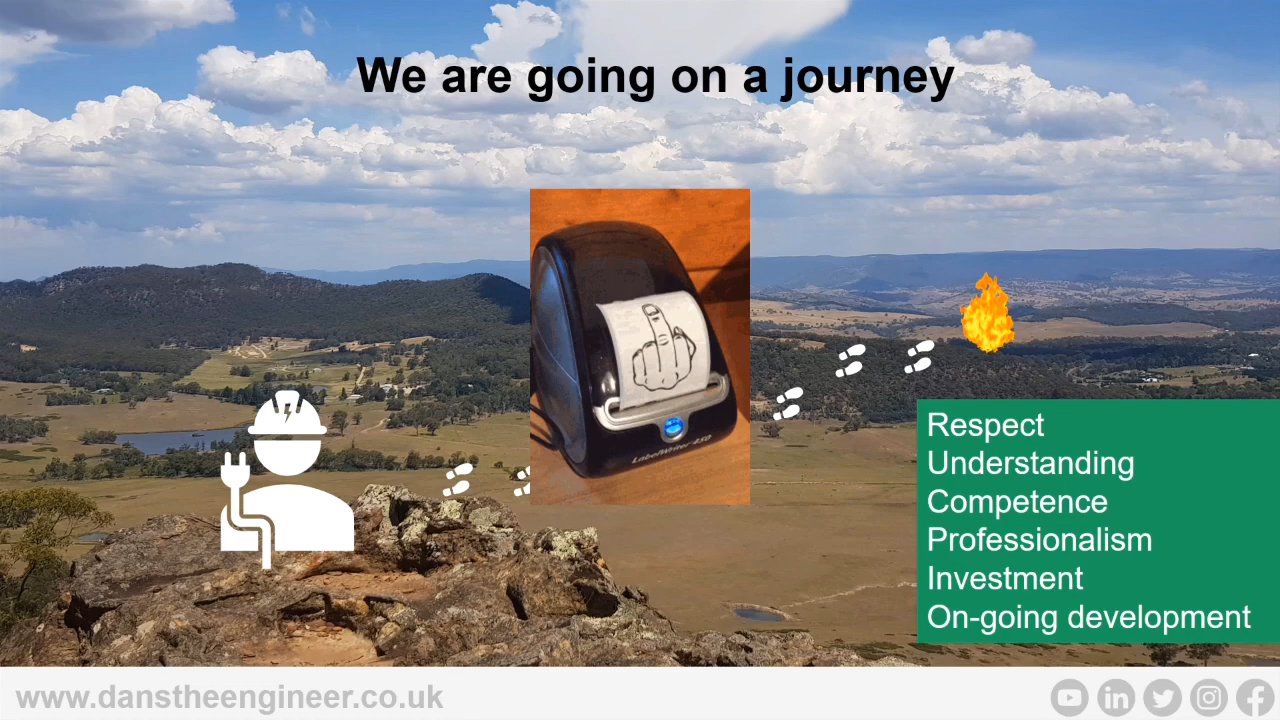 We are going on a journey
LabelWriter 450
Respect
Understanding
Competence
Professionalism
Investment
On-going development
www.danstheengineer.co.uk